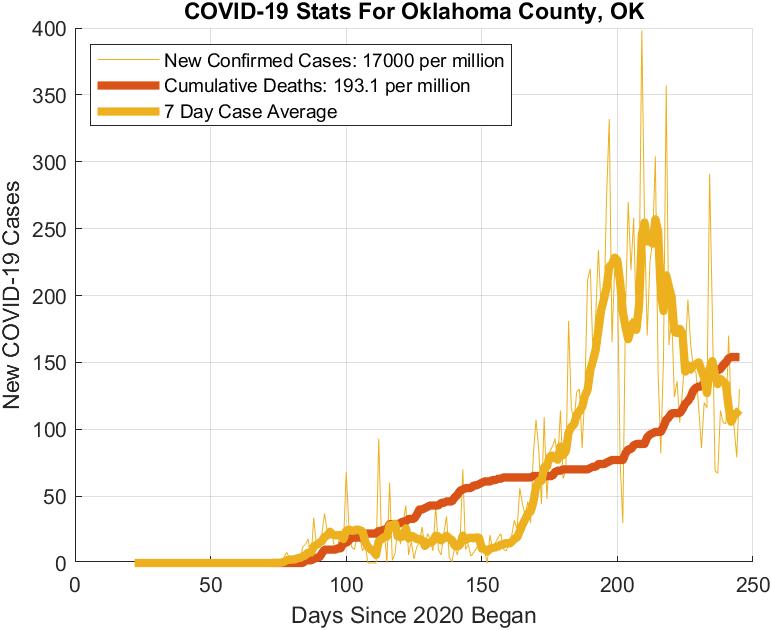 COVID-19 Stats For Oklahoma County, OK
New Confirmed Cases: 17000 per million
Cumulative Deaths: 193.1 per million
7 Day Case Average
New COVID-19 Cases
400
350
300
250
200
150
100
50
0
0 50 100 150 200 250
Days Since 2020 Began